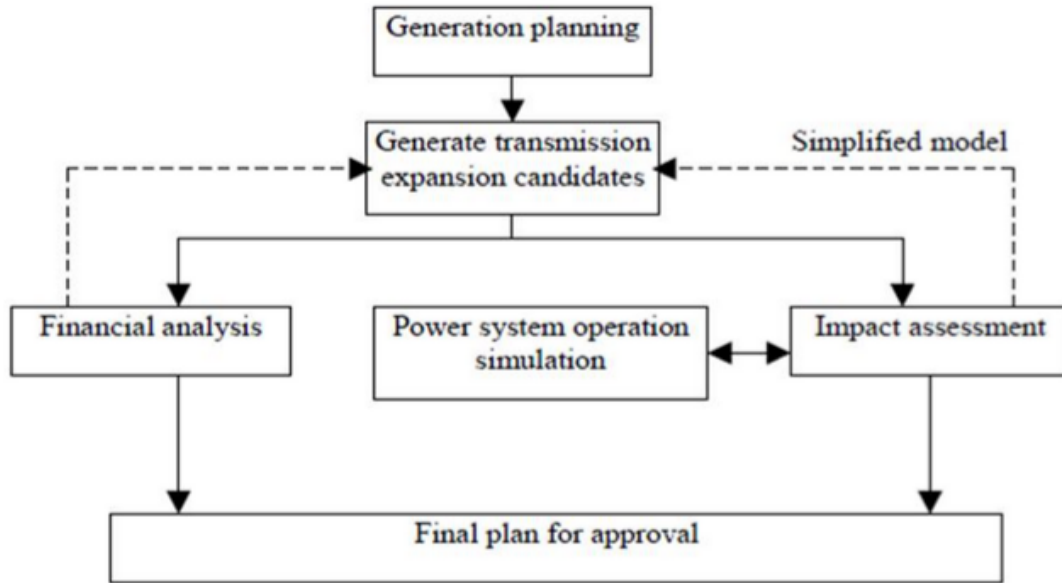 Generation planning
Generate transmission
expansion candidates
Simplified model
Financial analysis
Power system operation
simulation
Impact assessment
Final plan for approval